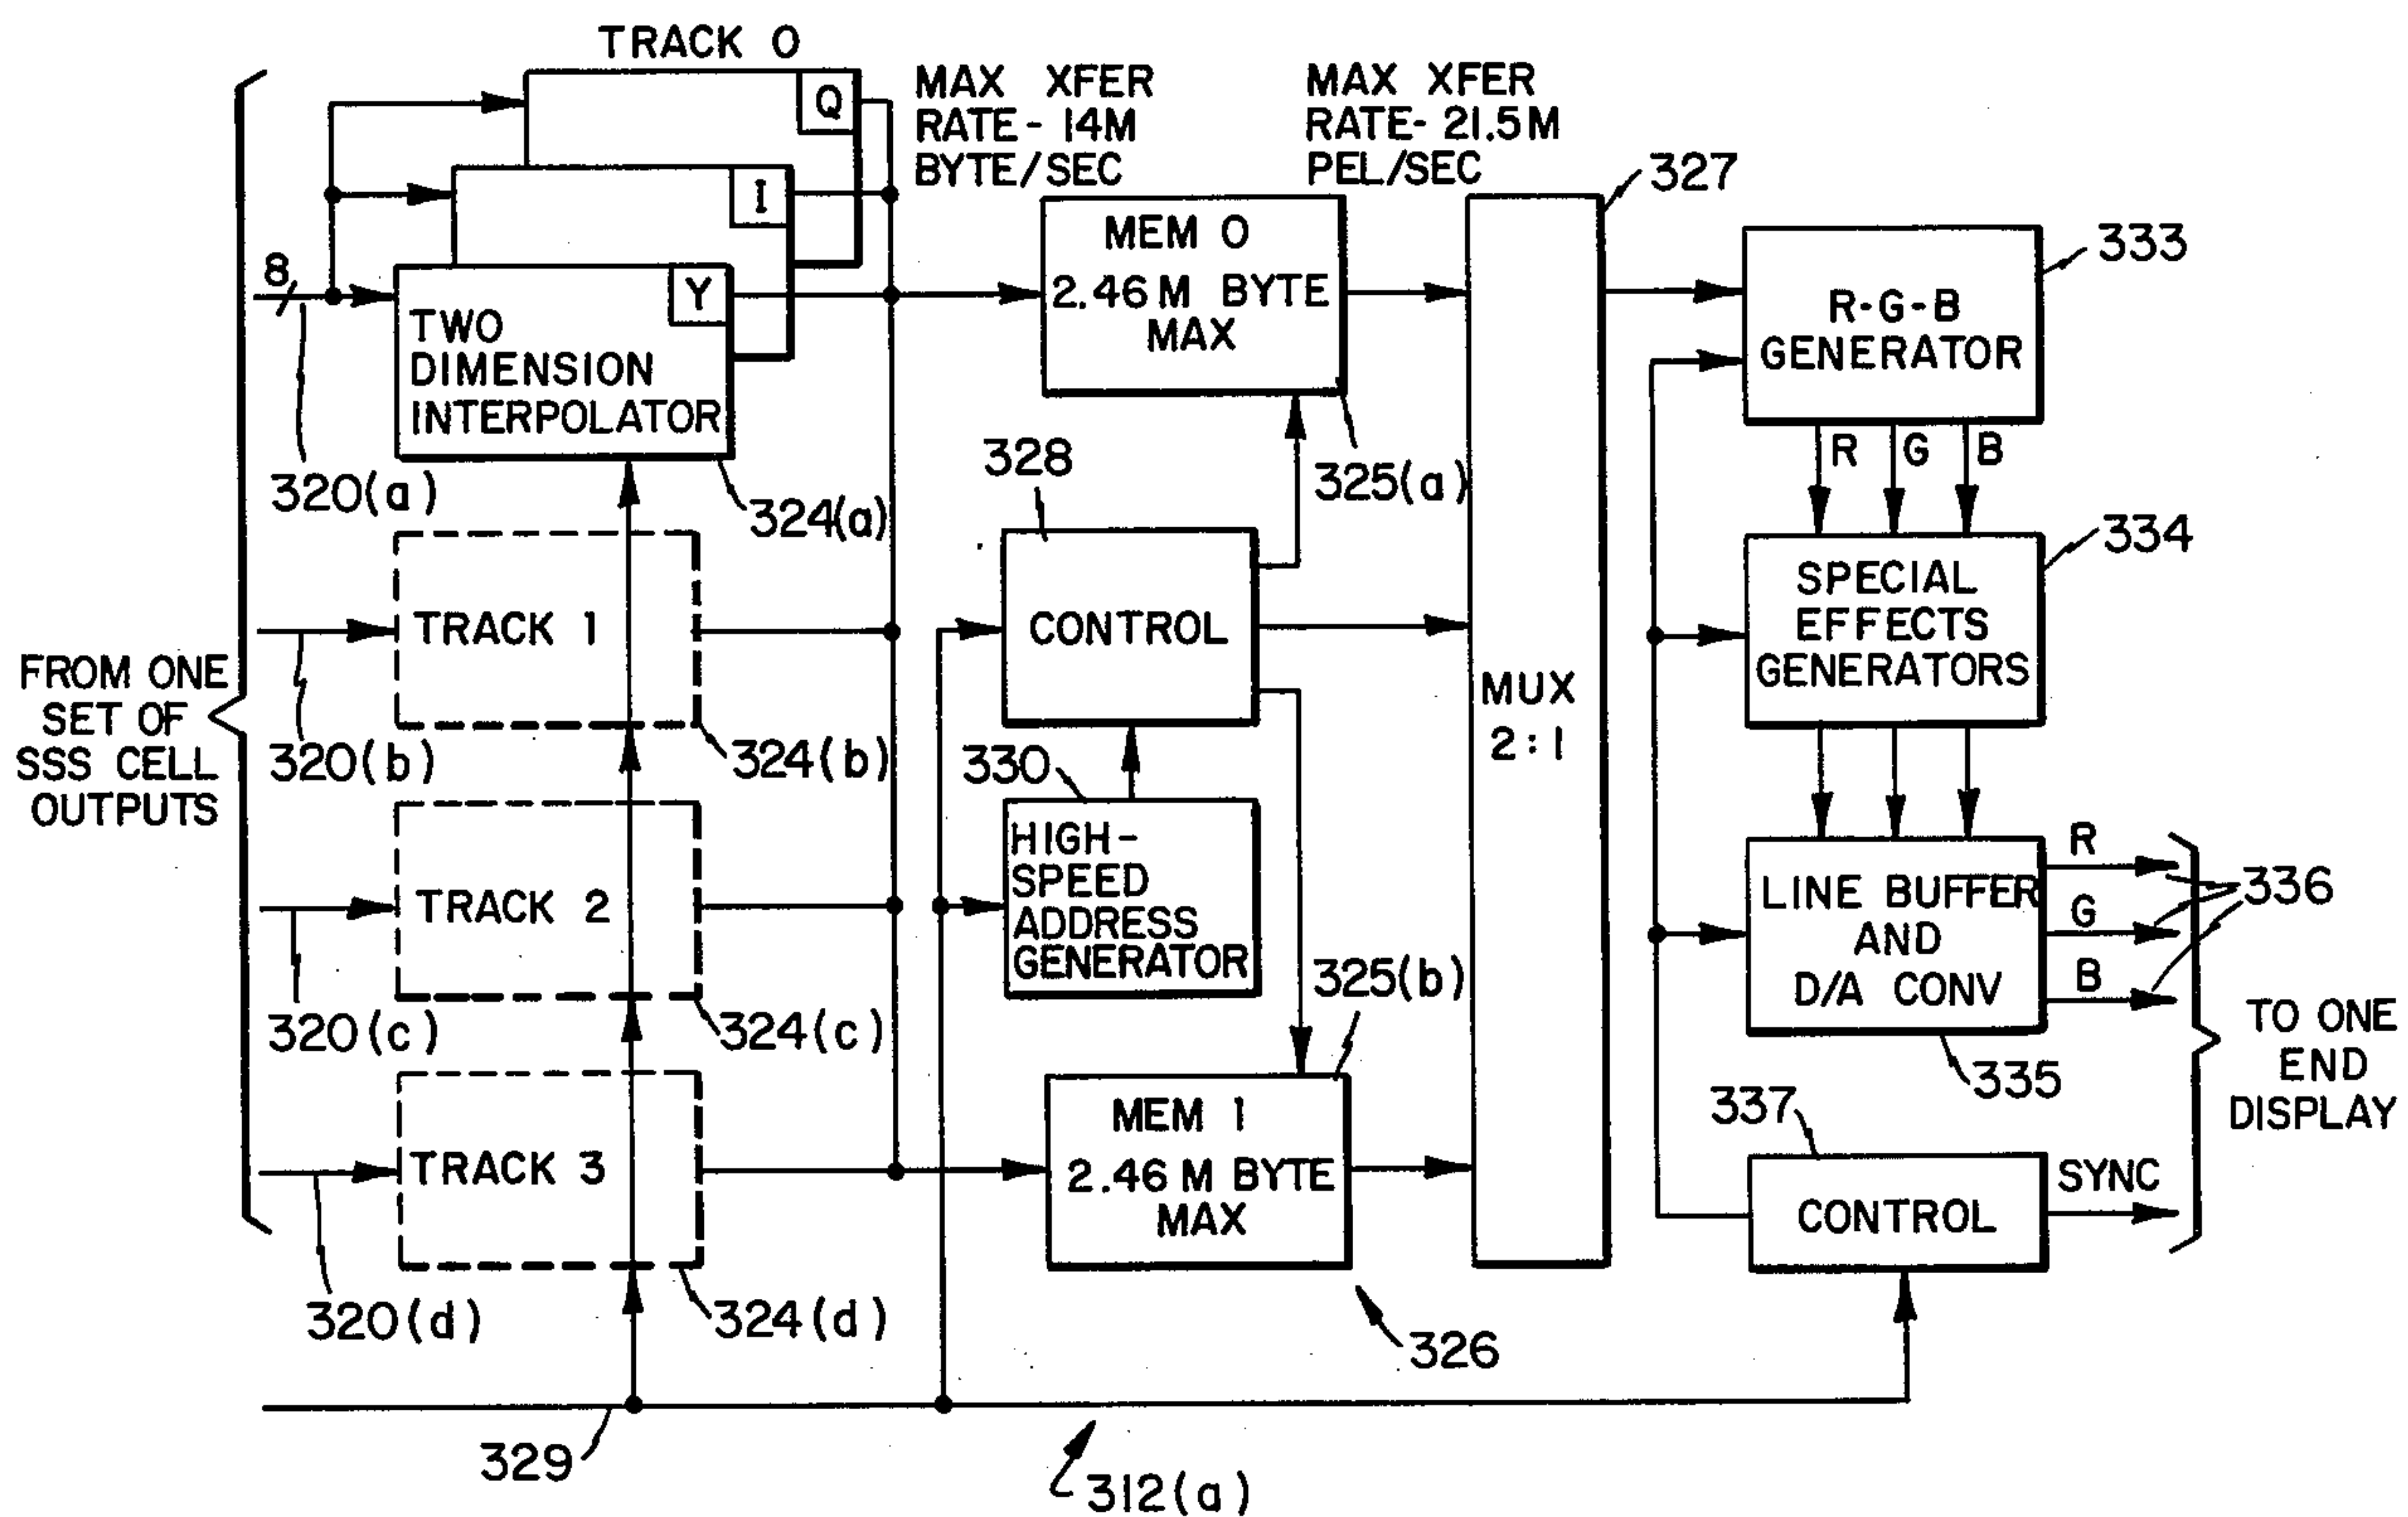 TRACK 0
Q
I
Y
8
TWO
DIMENSION
INTERPOLATOR
320(a)
324(a)
MAX XFER
RATE- 14M
BYTE/SEC
MAX XFER
RATE- 21.5M
PEL/SEC
327
MEM 0
2.46M BYTE
MAX
325(a)
333
R-G-B
GENERATOR
R G B
328
CONTROL
334
SPECIAL
EFFECTS
GENERATORS
FROM ONE
SET OF
SSS CELL
OUTPUTS
TRACK 1
320(b)
324(b)
330
HIGH-
SPEED
ADDRESS
GENERATOR
MUX
2:1
TRACK 2
320(c)
324(c)
LINE BUFFER
AND
D/A CONV
335
R
G
B
336
TO ONE
END
DISPLAY
325(b)
TRACK 3
320(d)
324(d)
MEM 1
2.46M BYTE
MAX
326
337
CONTROL
SYNC
329
312(a)